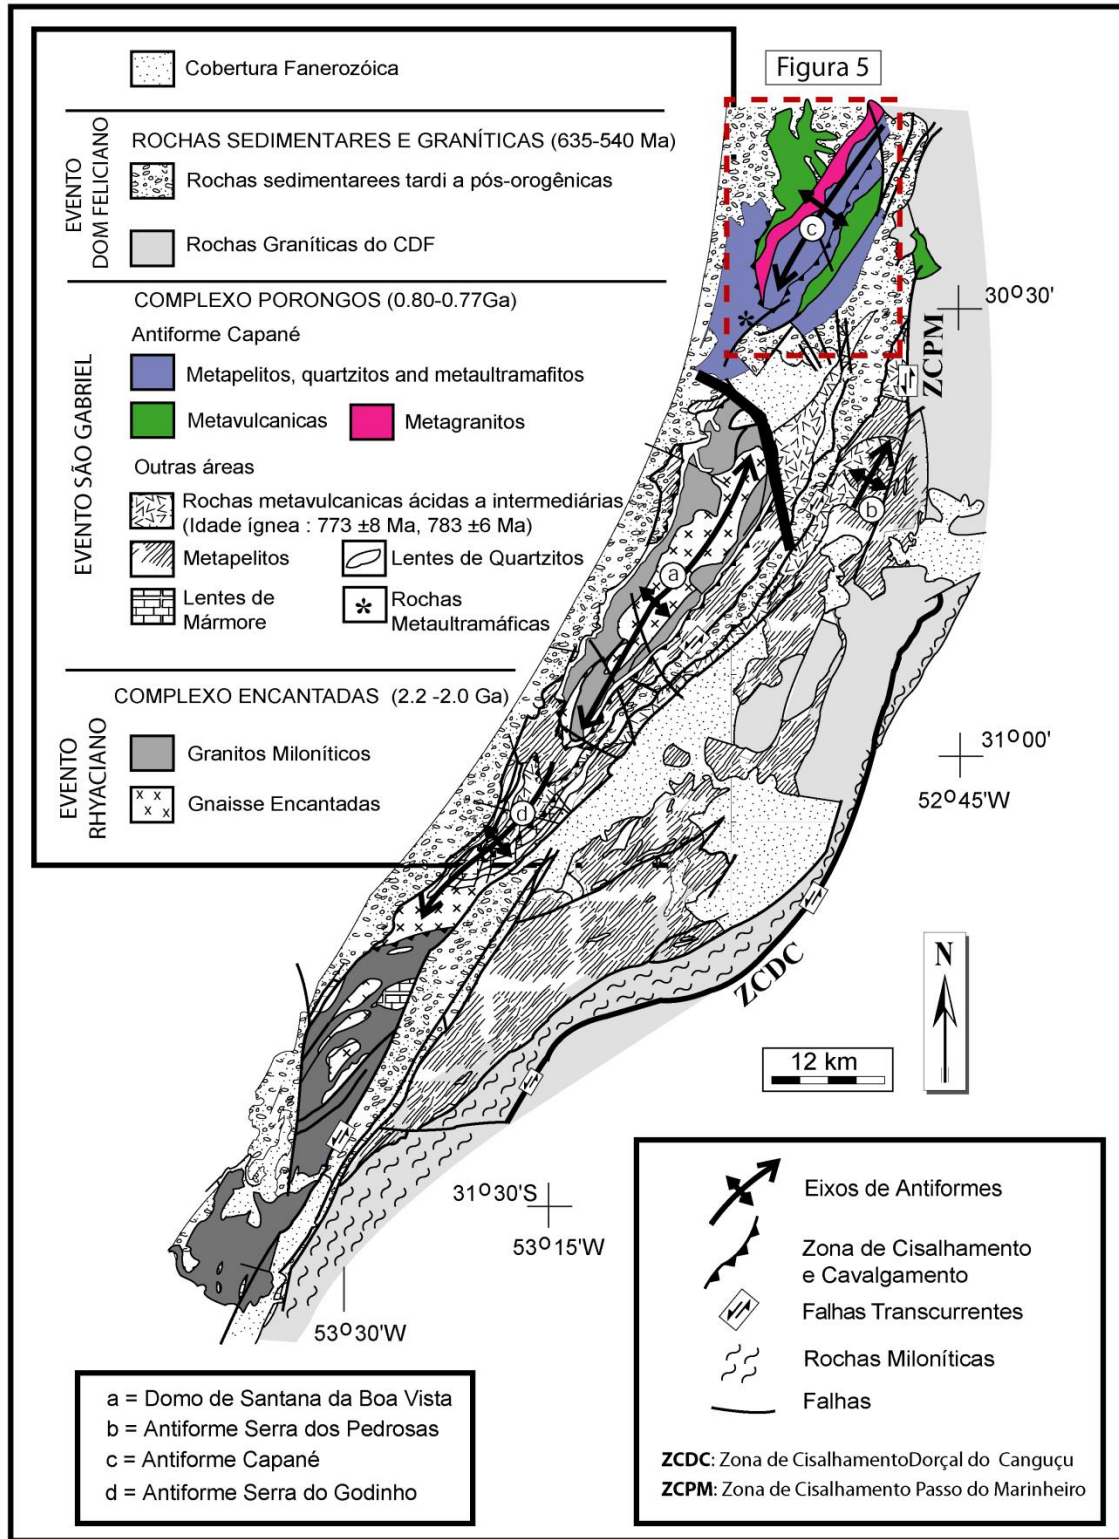 Figura 5
Cobertura Fanerozóica
EVENTO
DOM FELICIANO
ROCHAS SEDIMENTARES E GRANÍTICAS (635-540 Ma)
Rochas sedimentarees tardi a pós-orogênicas
Rochas Graníticas do CDF
EVENTO SÃO GABRIEL
COMPLEXO PORONGOS (0.80-0.77Ga)
Antiforme Capané
Metapelitos, quartzitos and metaultramafitos
Metavulcanicas
Metagranitos
Outras áreas
Rochas metavulcanicas ácidas a intermediárias
(Idade ígnea : 773 ±8 Ma, 783 ±6 Ma)
Metapelitos
Lentes de Quartzitos
Lentes de
Mármore
*
Rochas
Metaultramáficas
EVENTO
RHYACIANO
COMPLEXO ENCANTADAS (2.2 -2.0 Ga)
Granitos Miloníticos
x x
x x
Gnaisse Encantadas
c
*
30º30'
ZCPM
b
a
31º00'
52º45'W
d
ZCDC
N
12 km
31º30'S
53º15'W
53º30'W
a = Domo de Santana da Boa Vista
b = Antiforme Serra dos Pedrosas
c = Antiforme Capané
d = Antiforme Serra do Godinho
Eixos de Antiformes
Zona de Cisalhamento
e Cavalgamento
Falhas Transcurrentes
Rochas Miloníticas
Falhas
ZCDC: Zona de CisalhamentoDorçal do Canguçu
ZCPM: Zona de Cisalhamento Passo do Marinheiro